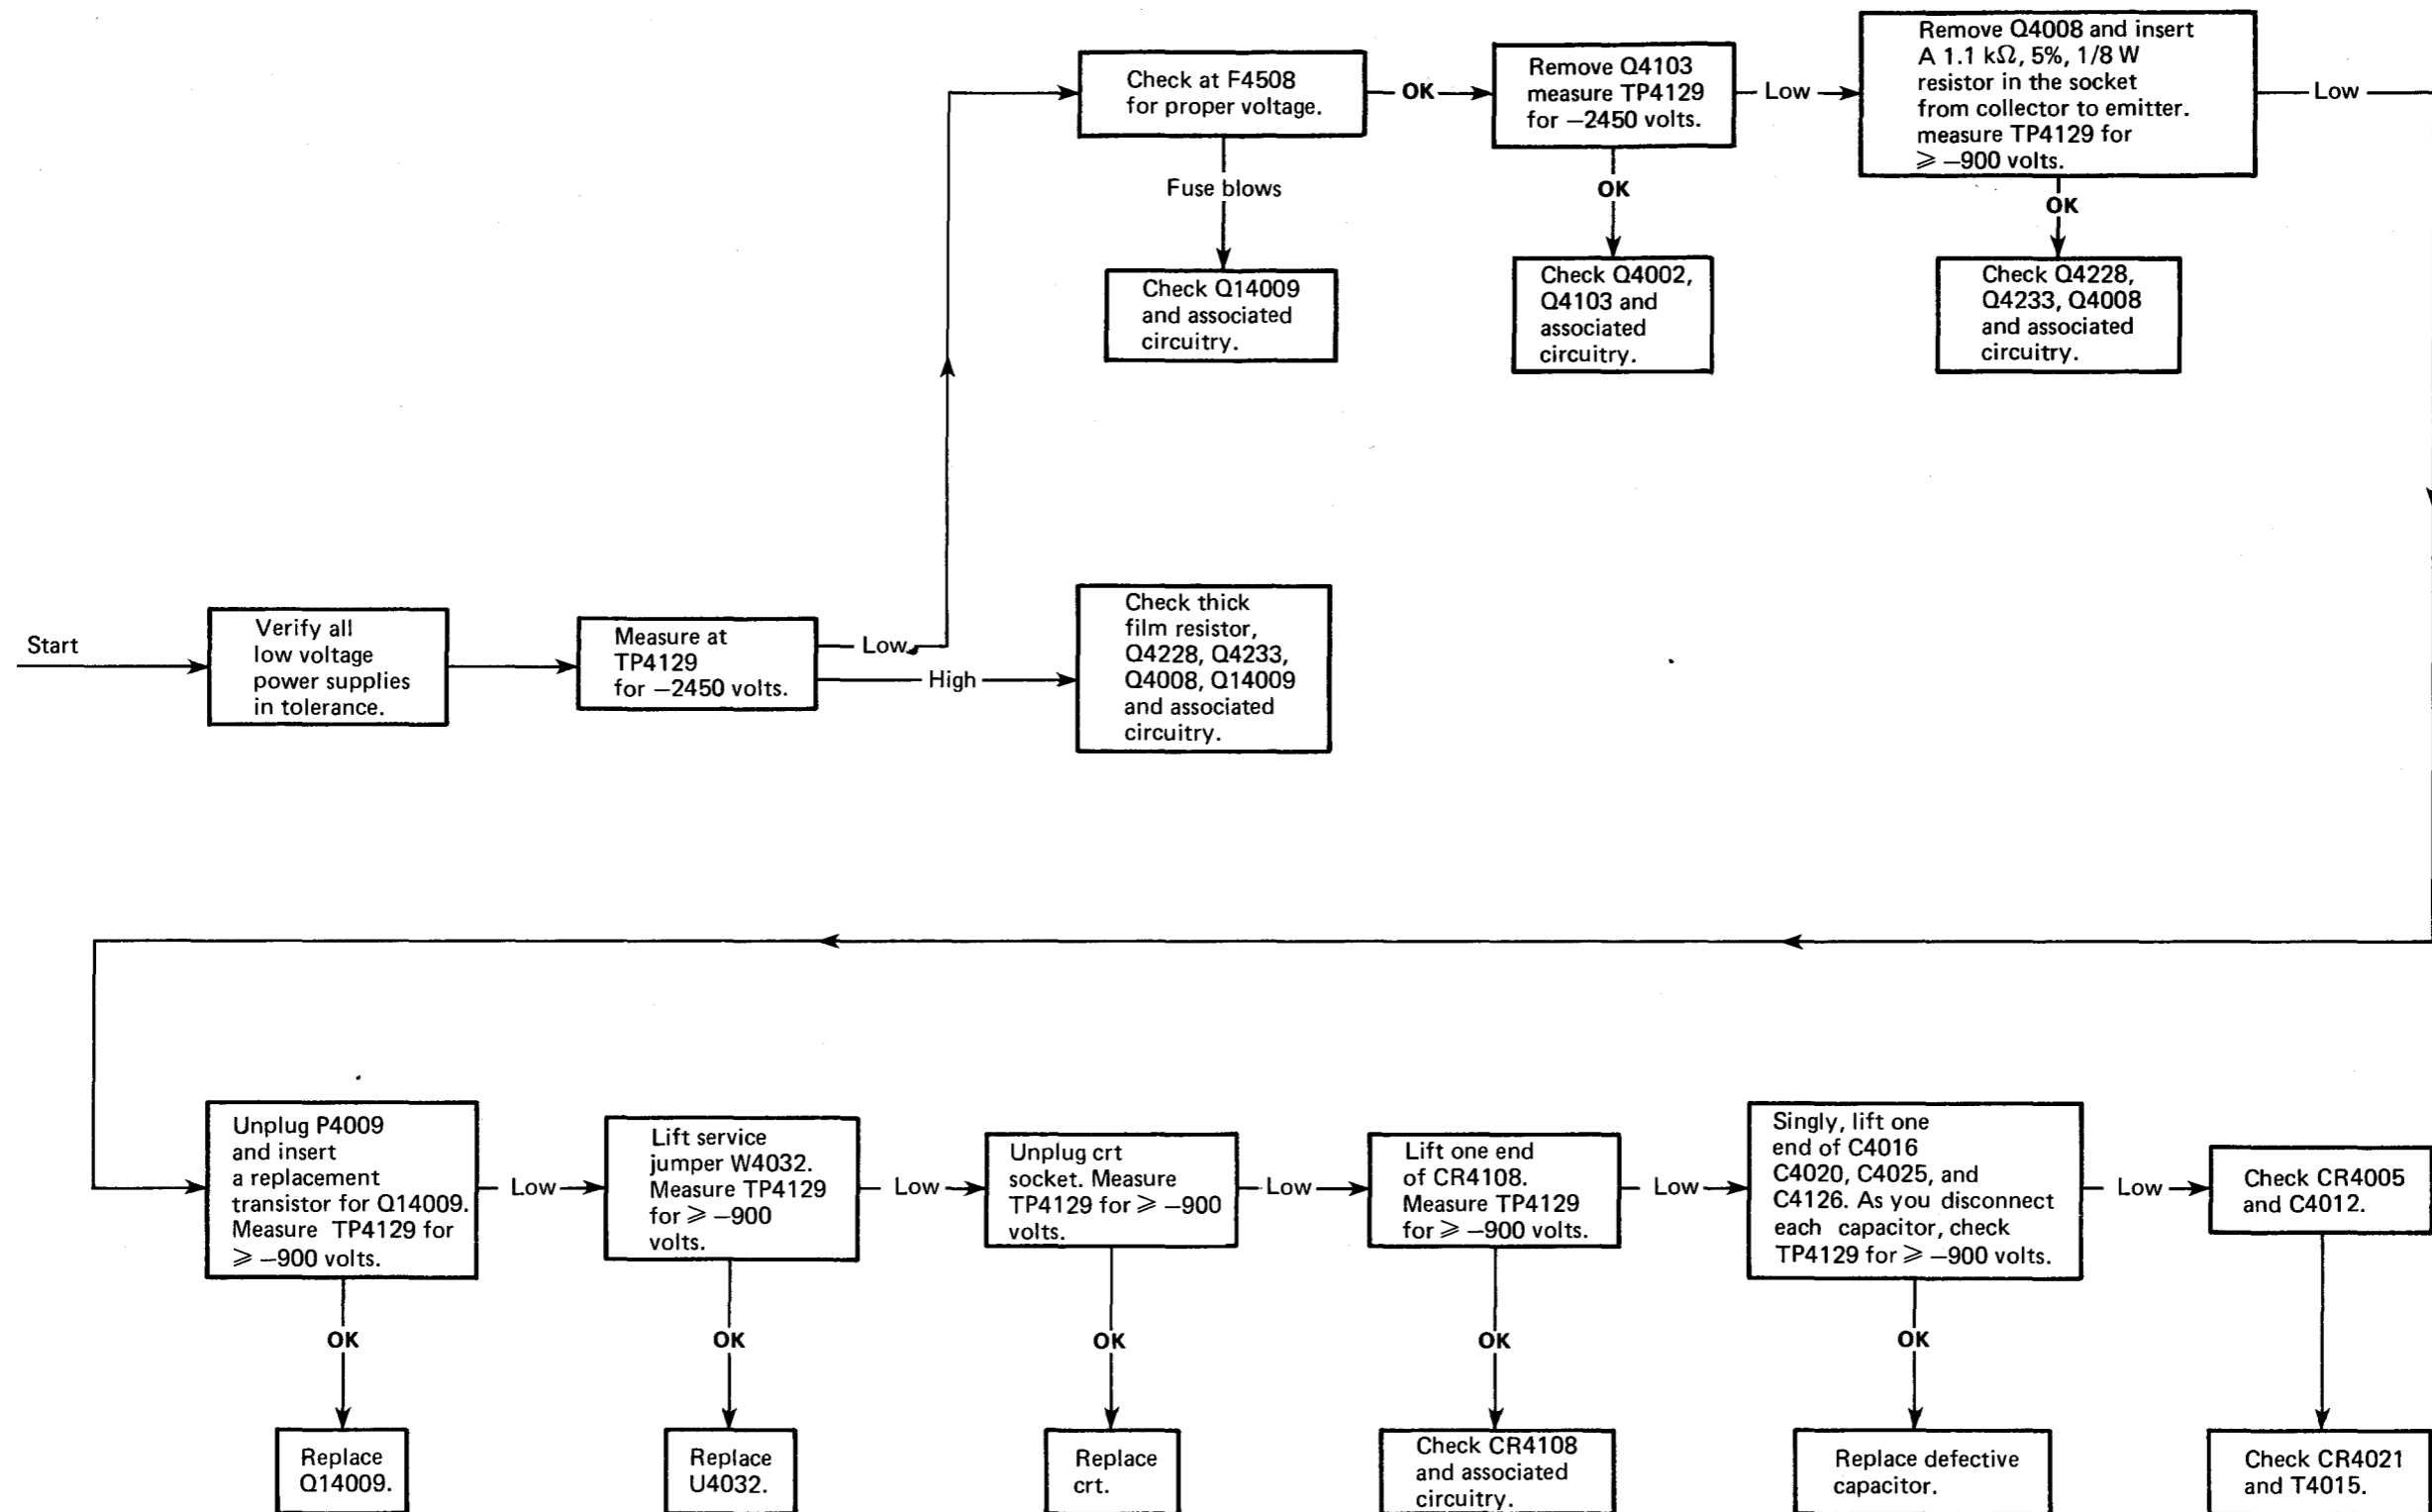 Check at F4508
for proper voltage.
OK
Remove Q4103
measure TP4129
for −2450 volts.
Low
Remove Q4008 and insert
A 1.1 kΩ, 5%, 1/8 W
resistor in the socket
from collector to emitter.
measure TP4129 for
⩾ −900 volts.
Low
Fuse blows
OK
OK
Check Q14009
and associated
circuitry.
Check Q4002,
Q4103 and
associated
circuitry.
Check Q4228,
Q4233, Q4008
and associated
circuitry.
Start
Verify all
low voltage
power supplies
in tolerance.
Measure at
TP4129
for −2450 volts.
Low
High
Check thick
film resistor,
Q4228, Q4233,
Q4008, Q14009
and associated
circuitry.
Unplug P4009
and insert
a replacement
transistor for Q14009.
Measure TP4129 for
⩾ −900 volts.
Low
Lift service
jumper W4032.
Measure TP4129
for ⩾ −900
volts.
Low
Unplug crt
socket. Measure
TP4129 for ⩾ −900
volts.
Low
Lift one end
of CR4108.
Measure TP4129
for ⩾ −900 volts.
Low
Singly, lift one
end of C4016
C4020, C4025, and
C4126. As you disconnect
each capacitor, check
TP4129 for ⩾ −900 volts.
Low
Check CR4005
and C4012.
OK
OK
OK
OK
OK
Replace
Q14009.
Replace
U4032.
Replace
crt.
Check CR4108
and associated
circuitry.
Replace defective
capacitor.
Check CR4021
and T4015.